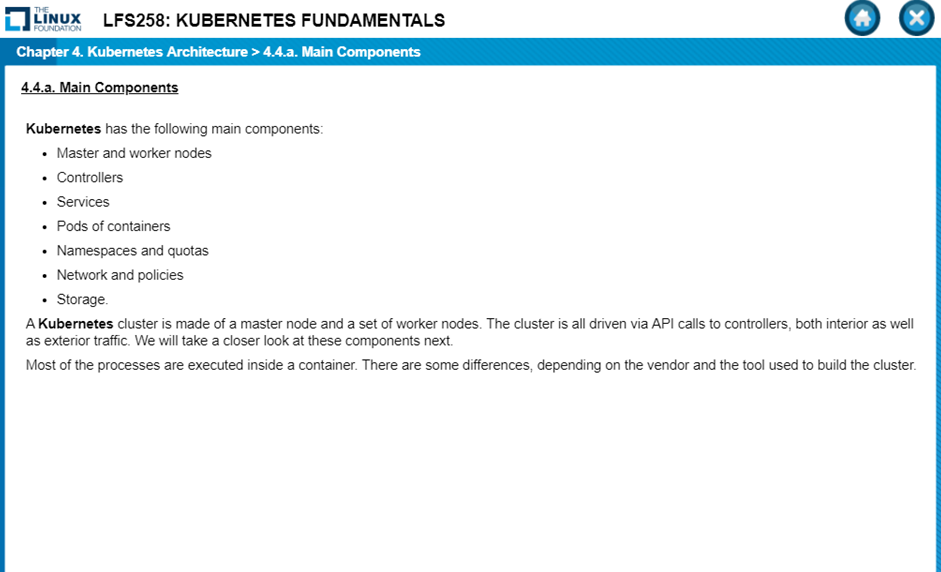 THE
LINUX
FOUNDATION
LFS258: KUBERNETES FUNDAMENTALS
Chapter 4. Kubernetes Architecture > 4.4.a. Main Components
4.4.a. Main Components
Kubernetes has the following main components:
• Master and worker nodes
• Controllers
• Services
• Pods of containers
• Namespaces and quotas
• Network and policies
• Storage.
A Kubernetes cluster is made of a master node and a set of worker nodes. The cluster is all driven via API calls to controllers, both interior as well
as exterior traffic. We will take a closer look at these components next.
Most of the processes are executed inside a container. There are some differences, depending on the vendor and the tool used to build the cluster.